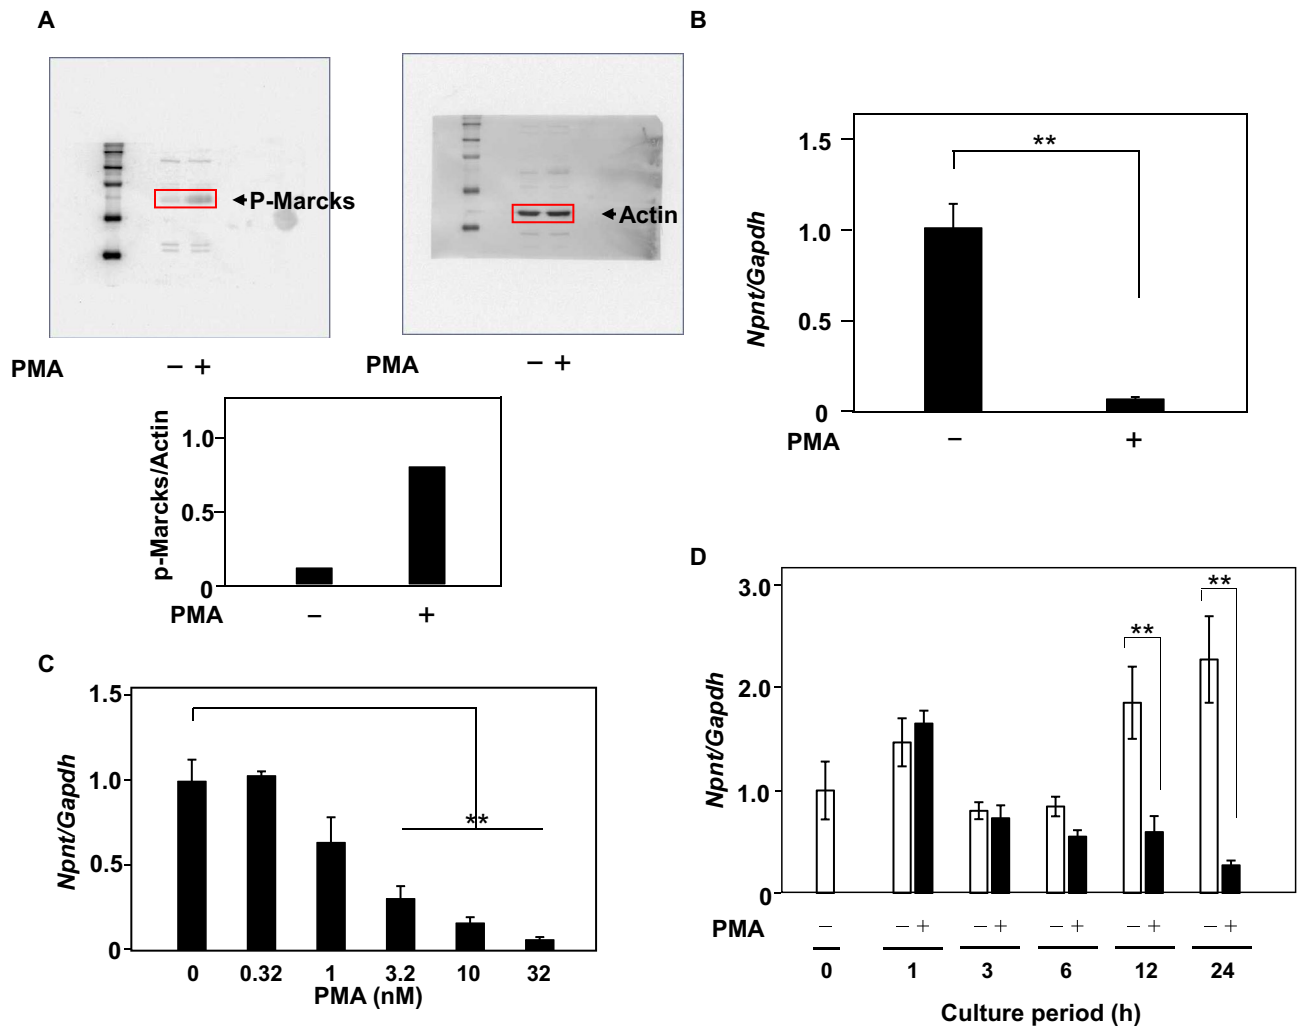 A
P-Marcks
Actin
PMA − +
PMA − +
p-Marcks/Actin
1.0
0.5
0
PMA − +
B
**
Npnt/Gapdh
1.5
1.0
0.5
0
PMA − +
C
**
Npnt/Gapdh
1.5
1.0
0.5
0
0 0.32 1 3.2 10 32
PMA (nM)
D
**
**
Npnt/Gapdh
3.0
2.0
1.0
0
PMA − − + − + − + − + − +
0 1 3 6 12 24
Culture period (h)